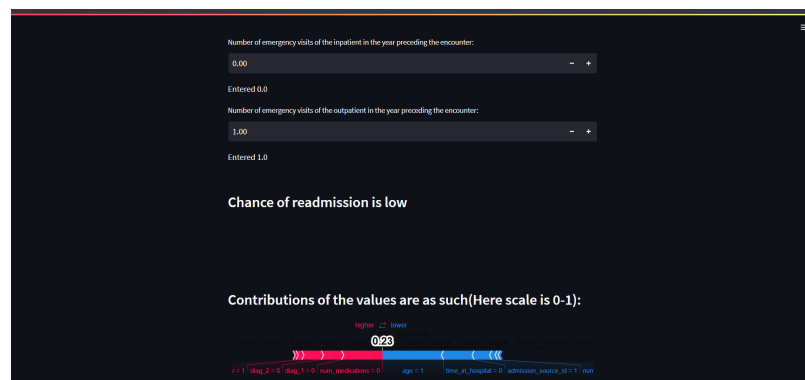 Number of emergency visits of the inpatient in the year preceding the encounter:
0.00 - +
Entered 0.0
Number of emergency visits of the outpatient in the year preceding the encounter:
1.00 - +
Entered 1.0
Chance of readmission is low
Contributions of the values are as such(Here scale is 0-1):
higher ⇄ lower
0.23
= 1 diag_2 = 0 diag_1 = 0 num_medications = 0 age = 1 time_in_hospital = 0 admission_source_id = 1 num